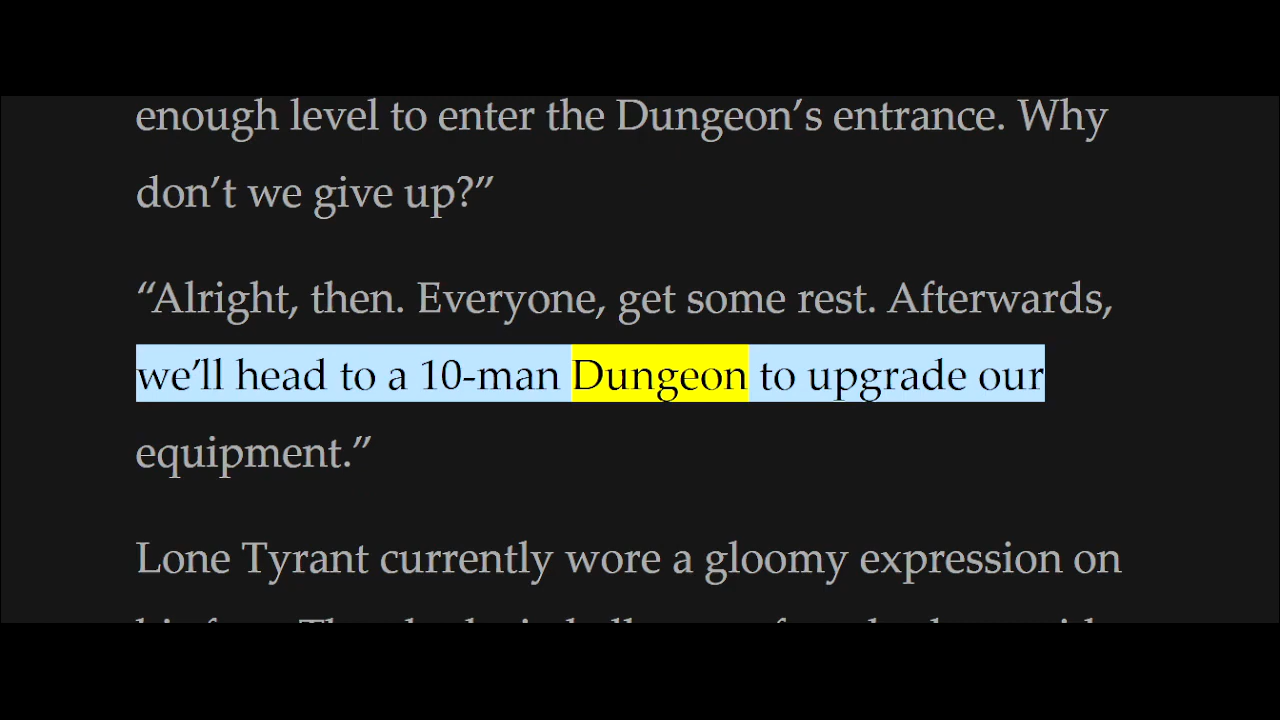 enough level to enter the Dungeon’s entrance. Why
don’t we give up?”
“Alright, then. Everyone, get some rest. Afterwards,
we’ll head to a 10-man Dungeon to upgrade our
equipment.”
Lone Tyrant currently wore a gloomy expression on